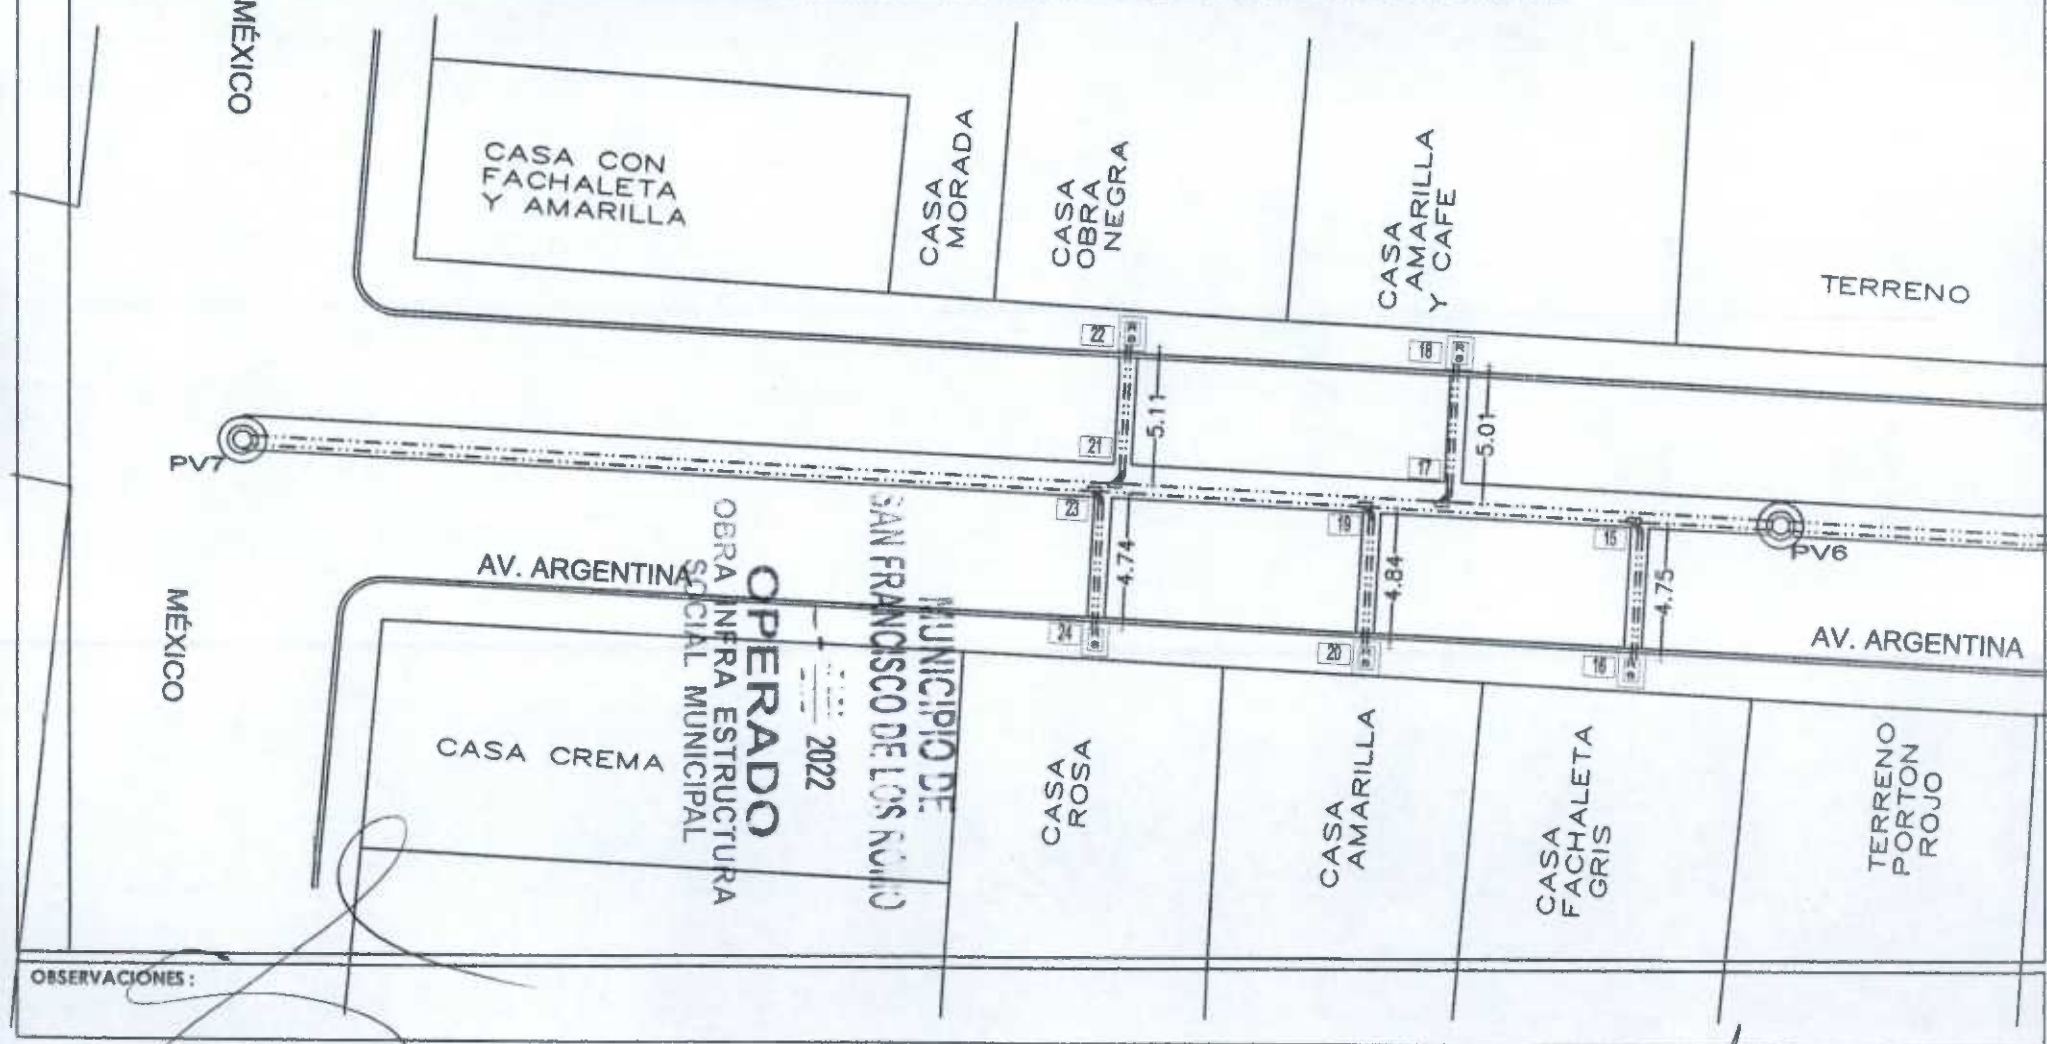 MÉXICO
CASA CON
FACHALETA
Y AMARILLA
CASA
MORADA
CASA
OBRA
NEGRA
CASA
AMARILLA
Y CAFE
TERRENO
22
18
5.11
5.01
21
17
PV7
23
19
15
PV6
4.74
4.84
4.75
AV. ARGENTINA
AV. ARGENTINA
24
20
16
MÉXICO
CASA CREMA
MUNICIPIO DE
SAN FRANCISCO DE LOS ROMO
2022
OPERADO
OBRA INFRA ESTRUCTURA
SOCIAL MUNICIPAL
CASA
ROSA
CASA
AMARILLA
CASA
FACHALETA
GRIS
TERRENO
PORTON
ROJO
OBSERVACIONES: